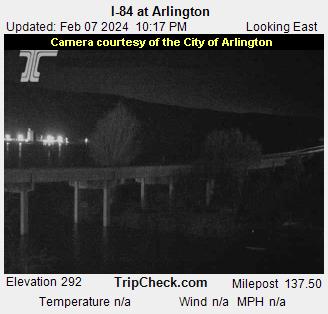 I-84 at Arlington
Updated: Feb 07 2024 10:17 PM Looking East
Camera courtesy of the City of Arlington
Elevation 292 TripCheck.com Milepost 137.50
Temperature n/a Wind n/a MPH n/a